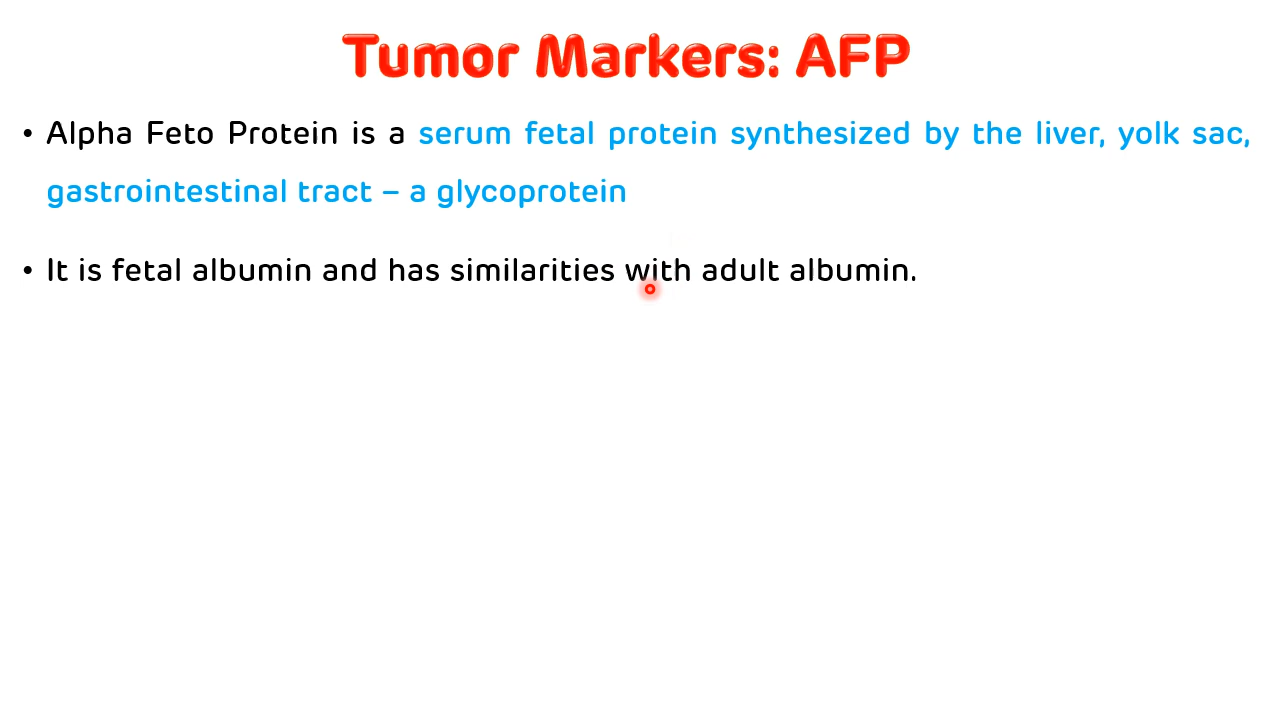 Tumor Markers: AFP
• Alpha Feto Protein is a serum fetal protein synthesized by the liver, yolk sac,
gastrointestinal tract – a glycoprotein
• It is fetal albumin and has similarities with adult albumin.